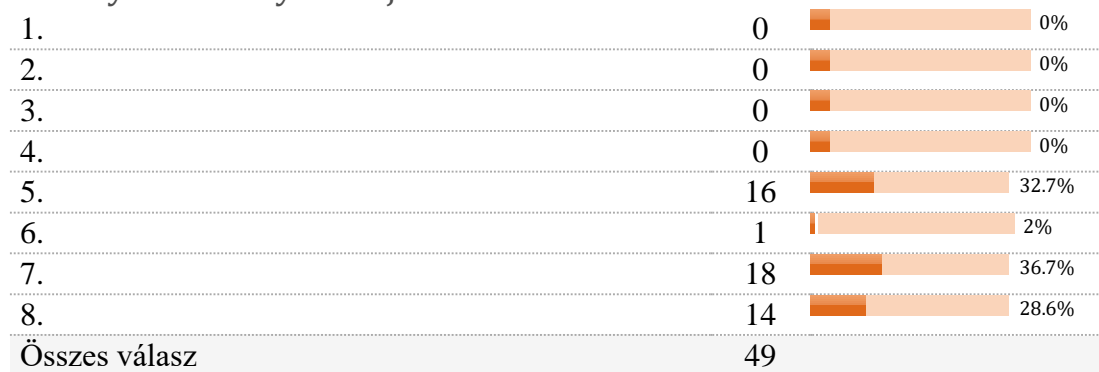 1. 0 0%
2. 0 0%
3. 0 0%
4. 0 0%
5. 16 32.7%
6. 1 2%
7. 18 36.7%
8. 14 28.6%
Összes válasz 49